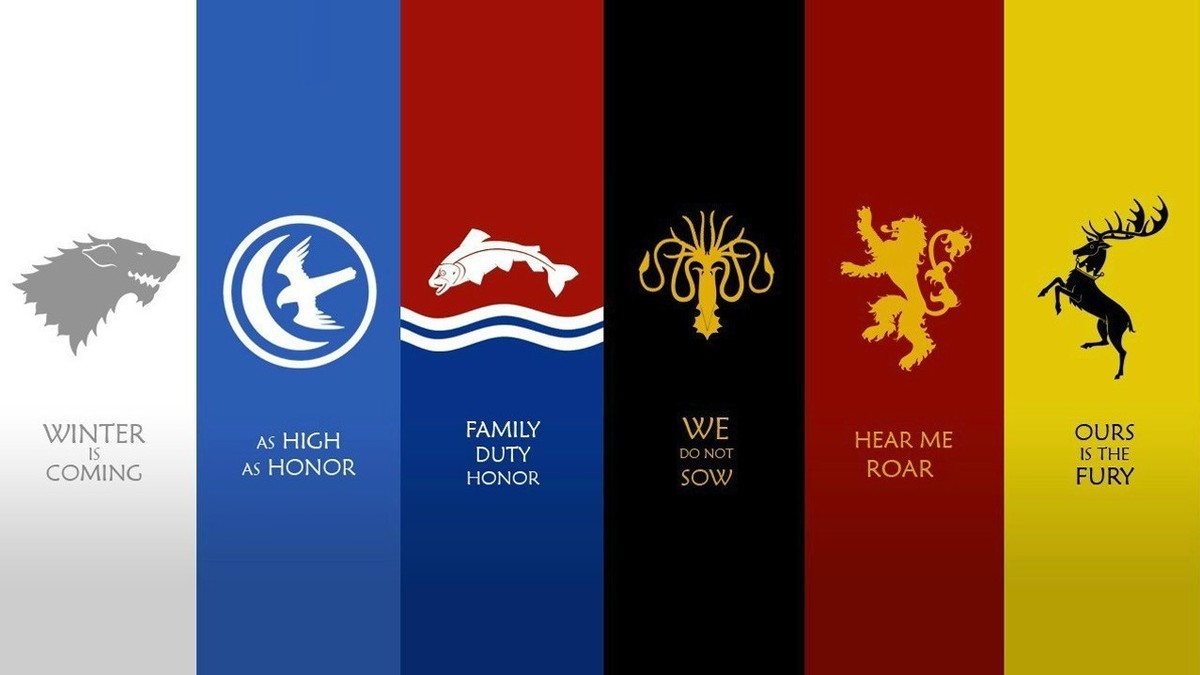 WINTER
IS
COMING
AS HIGH
AS HONOR
FAMILY
DUTY
HONOR
WE
DO NOT
SOW
HEAR ME
ROAR
OURS
IS THE
FURY